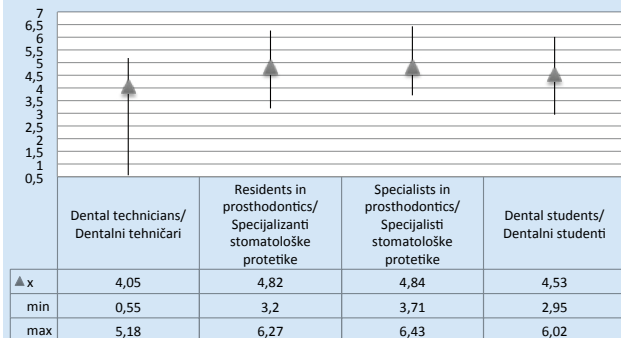 7
6,5
6
5,5
5
4,5
4
3,5
3
2,5
2
1,5
1
0,5
Dental technicians/
Dentalni tehničari
Residents in
prosthodontics/
Specijalizanti
stomatološke
protetike
Specialists in
prosthodontics/
Specijalisti
stomatološke
protetike
Dental students/
Dentalni studenti
x 4,05 4,82 4,84 4,53
min 0,55 3,2 3,71 2,95
max 5,18 6,27 6,43 6,02